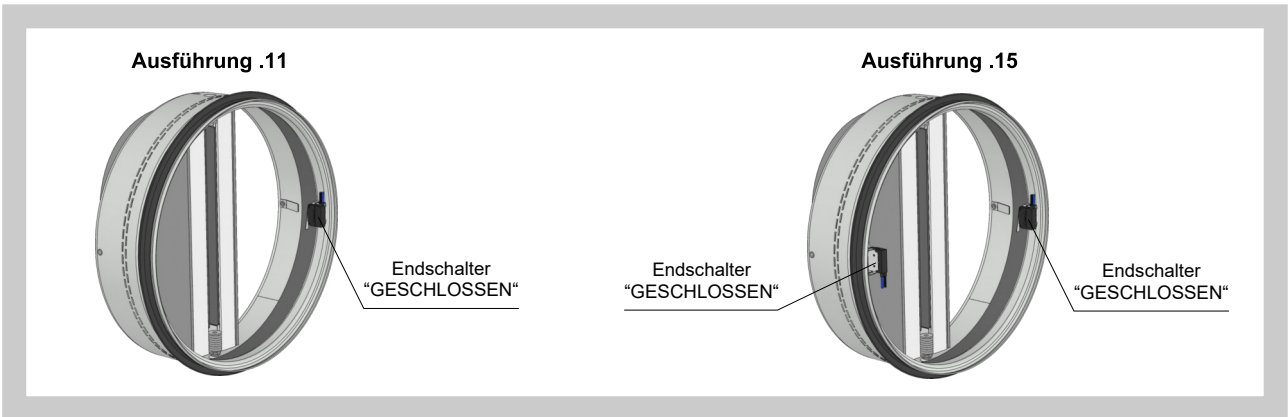 Ausführung .11
Ausführung .15
Endschalter
“GESCHLOSSEN“
Endschalter
“GESCHLOSSEN“
Endschalter
“GESCHLOSSEN“